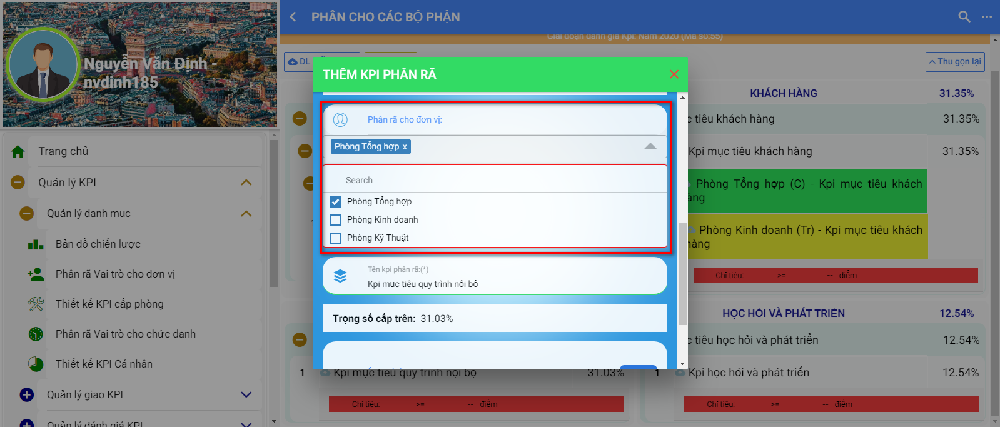 Nguyễn Văn Định -
nvdinh185
Trang chủ
Quản lý KPI
Quản lý danh mục
Bản đồ chiến lược
Phân rã Vai trò cho đơn vị
Thiết kế KPI cấp phòng
Phân rã Vai trò cho chức danh
Thiết kế KPI Cá nhân
Quản lý giao KPI
Quản lý đánh giá KPI
PHÂN CHO CÁC BỘ PHẬN
Giai đoạn đánh giá Kpi: Năm 2020 (Mã số:55)
DL
Thu gọn lại
THÊM KPI PHÂN RÃ
Phân rã cho đơn vị:
Phòng Tổng hợp x
Search
Phòng Tổng hợp
Phòng Kinh doanh
Phòng Kỹ Thuật
Tên kpi phân rã:(*)
Kpi mục tiêu quy trình nội bộ
Trọng số cấp trên: 31.03%
1 Kpi mục tiêu quy trình nội bộ 31.03%
Chỉ tiêu: >= -- điểm
KHÁCH HÀNG 31.35%
c tiêu khách hàng 31.35%
Kpi mục tiêu khách hàng 31.35%
Phòng Tổng hợp (C) - Kpi mục tiêu khách
àng
Phòng Kinh doanh (Tr) - Kpi mục tiêu khách
hàng
Chỉ tiêu: >= -- điểm
HỌC HỎI VÀ PHÁT TRIỂN 12.54%
c tiêu học hỏi và phát triển 12.54%
1 Kpi học hỏi và phát triển 12.54%
Chỉ tiêu: >= -- điểm